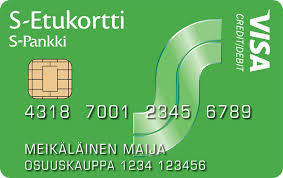 S-Etukortti
S-Pankki
VISA
CREDIT/DEBIT
4318 7001 2345 6789
MEIKÄLÄINEN MAIJA
OSUUSKAUPPA 1234 123456